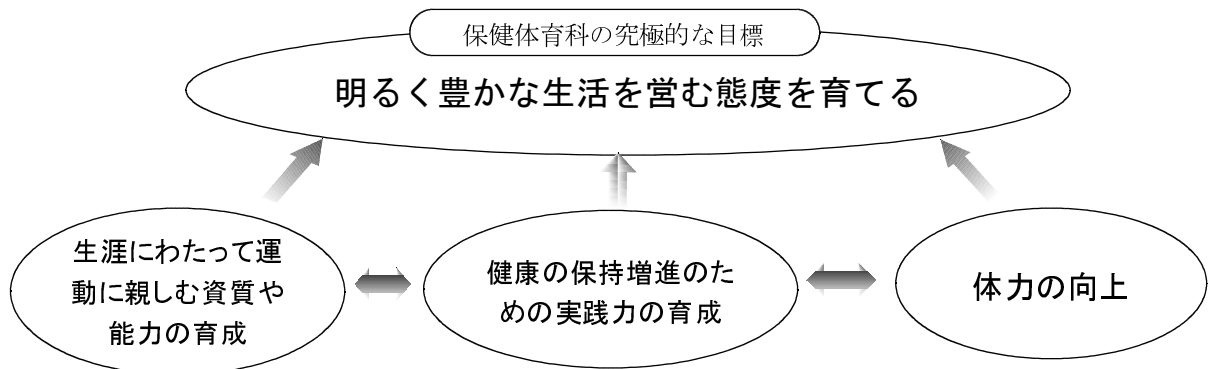 保健体育科の究極的な目標
明るく豊かな生活を営む態度を育てる
生涯にわたって運
動に親しむ資質や
能力の育成
健康の保持増進のた
めの実践力の育成
体力の向上